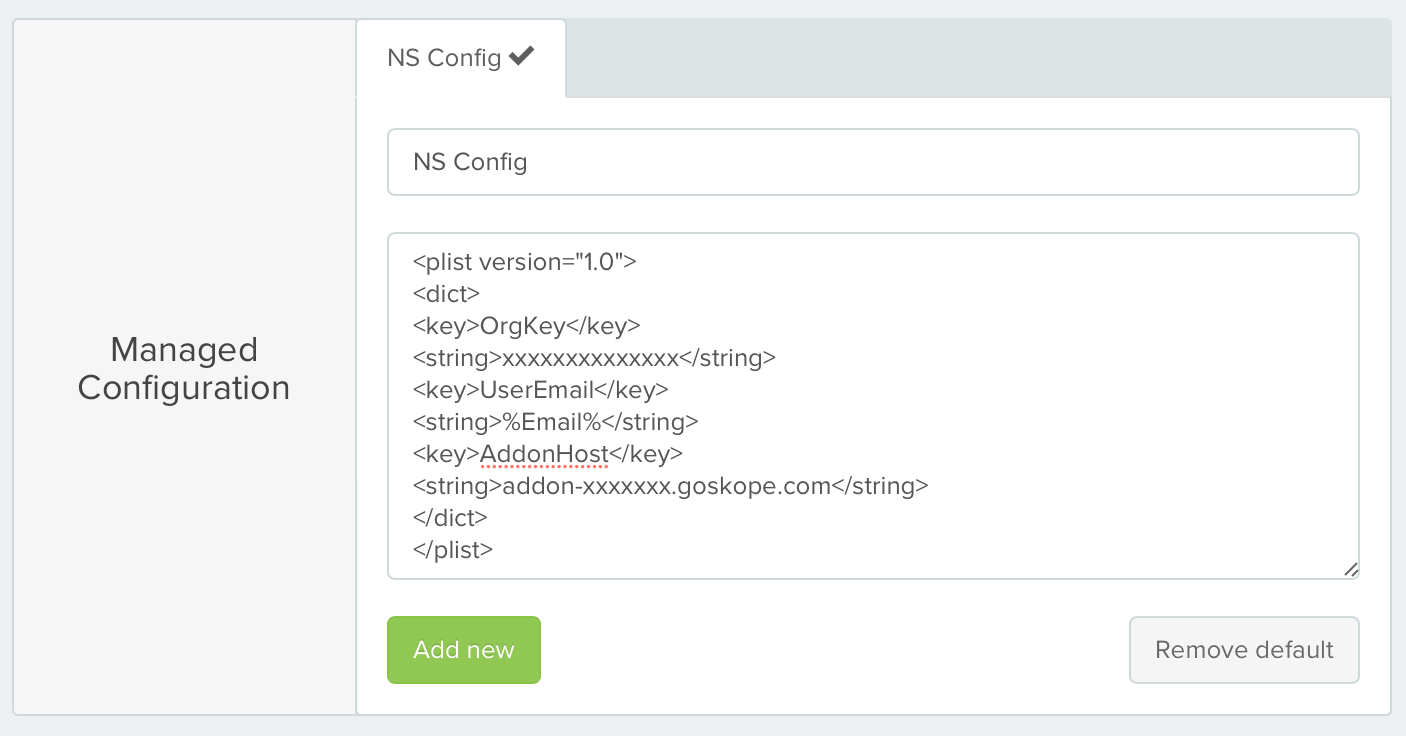 NS Config
Managed
Configuration
NS Config
<plist version="1.0">
<dict>
<key>OrgKey</key>
<string>xxxxxxxxxxxxxx</string>
<key>UserEmail</key>
<string>%Email%</string>
<key>AddonHost</key>
<string>addon-xxxxxxx.goskope.com</string>
</dict>
</plist>
Add new
Remove default